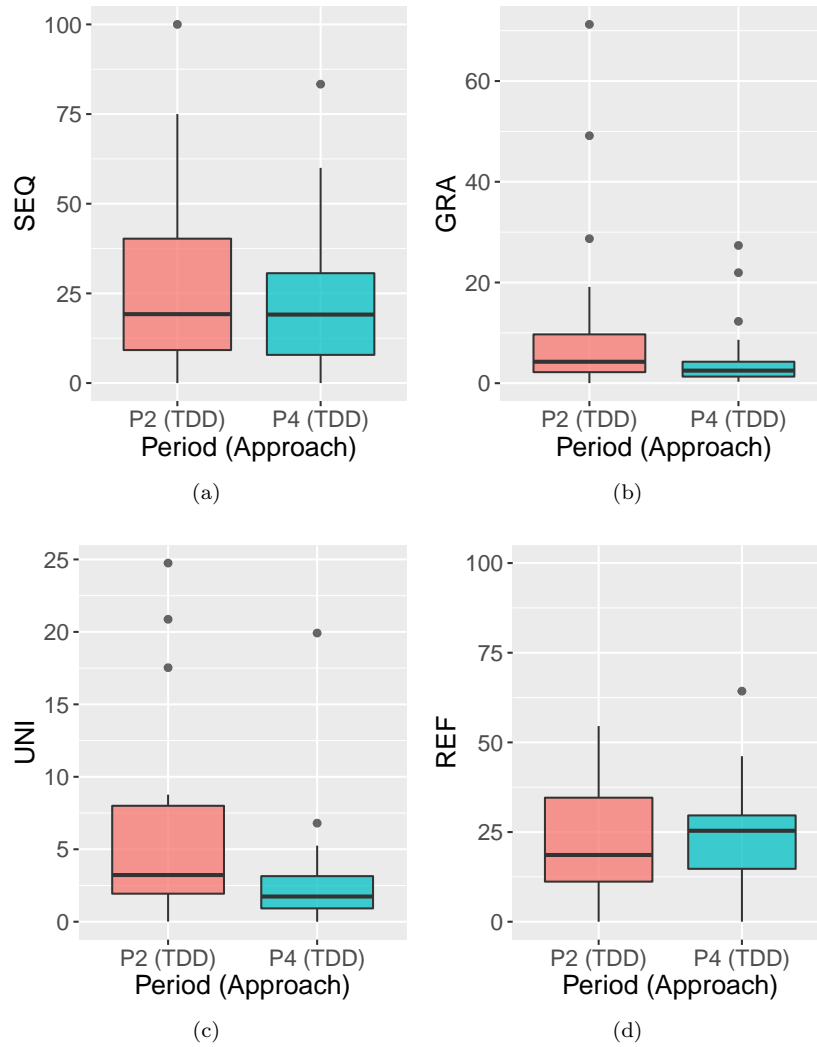 100
75
50
25
0
SEQ
P2 (TDD) P4 (TDD)
Period (Approach)
(a)
60
40
20
0
GRA
P2 (TDD) P4 (TDD)
Period (Approach)
(b)
25
20
15
10
5
0
UNI
P2 (TDD) P4 (TDD)
Period (Approach)
(c)
100
75
50
25
0
REF
P2 (TDD) P4 (TDD)
Period (Approach)
(d)